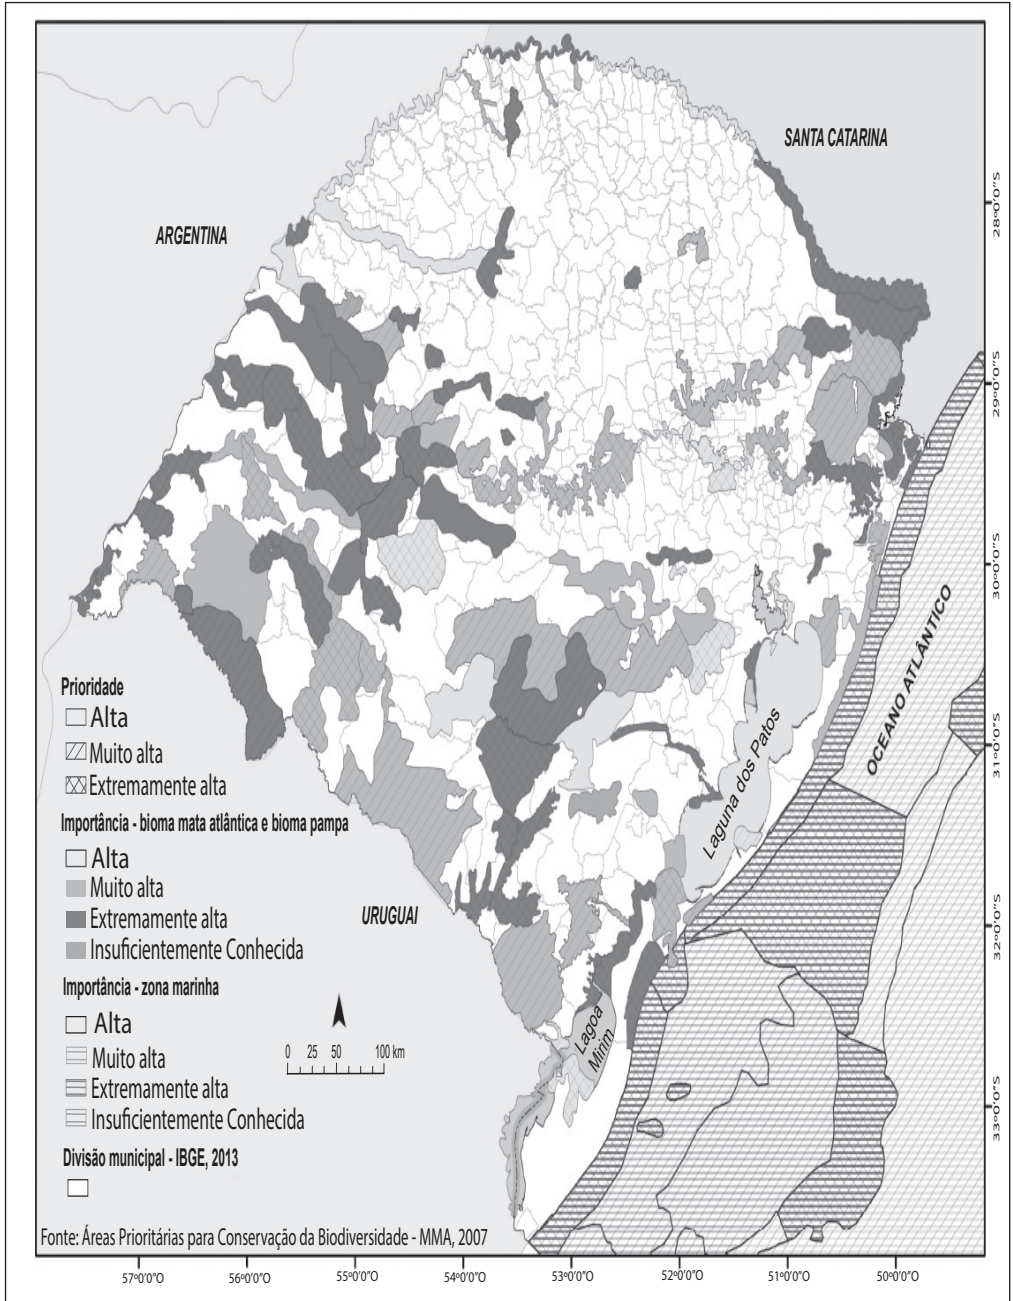 SANTA CATARINA
ARGENTINA
28°0'0"S
29°0'0"S
30°0'0"S
31°0'0"S
32°0'0"S
33°0'0"S
OCEANO ATLÂNTICO
Laguna dos Patos
Lagoa
Mirim
URUGUAI
Prioridade
Alta
Muito alta
Extremamente alta
Importância - bioma mata atlântica e bioma pampa
Alta
Muito alta
Extremamente alta
Insuficientemente Conhecida
Importância - zona marinha
Alta
Muito alta
Extremamente alta
Insuficientemente Conhecida
Divisão municipal - IBGE, 2013
0 25 50 100 km
Fonte: Áreas Prioritárias para Conservação da Biodiversidade - MMA, 2007
57°0'0"O 56°0'0"O 55°0'0"O 54°0'0"O 53°0'0"O 52°0'0"O 51°0'0"O 50°0'0"O